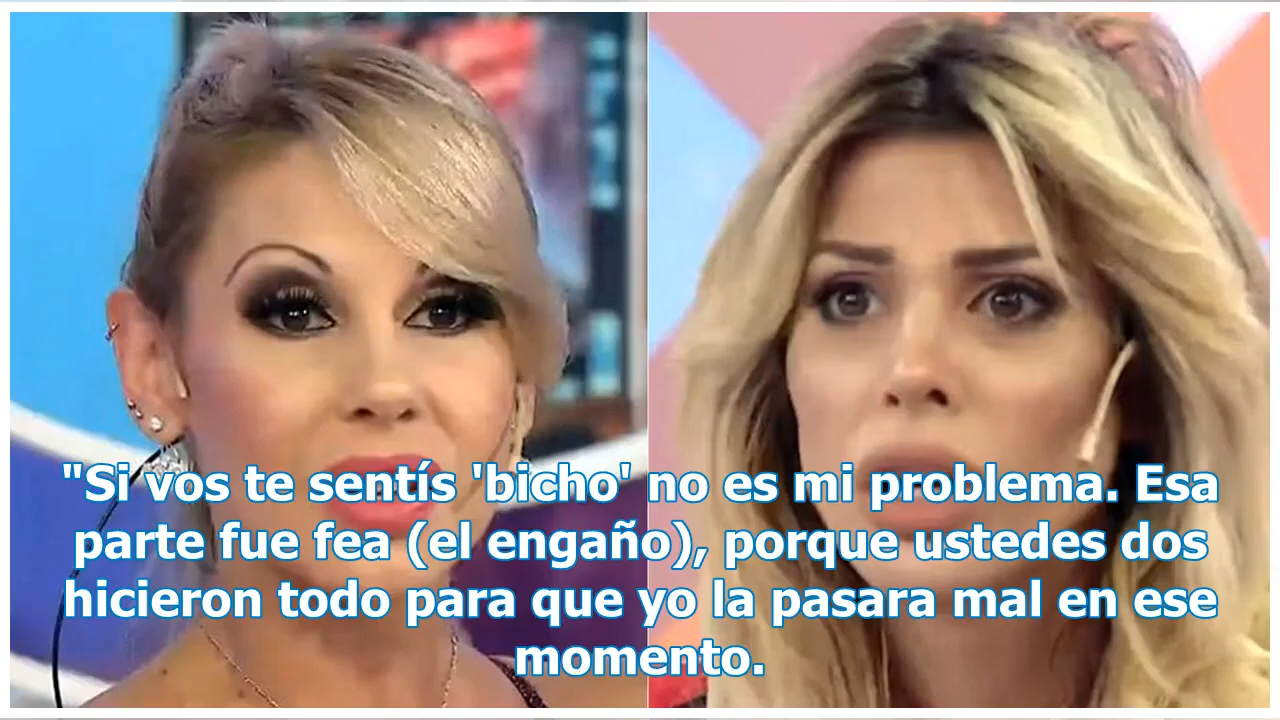 "Si vos te sentís 'bicho' no es mi problema. Esa
parte fue fea (el engaño), porque ustedes dos
hicieron todo para que yo la pasara mal en ese
momento.